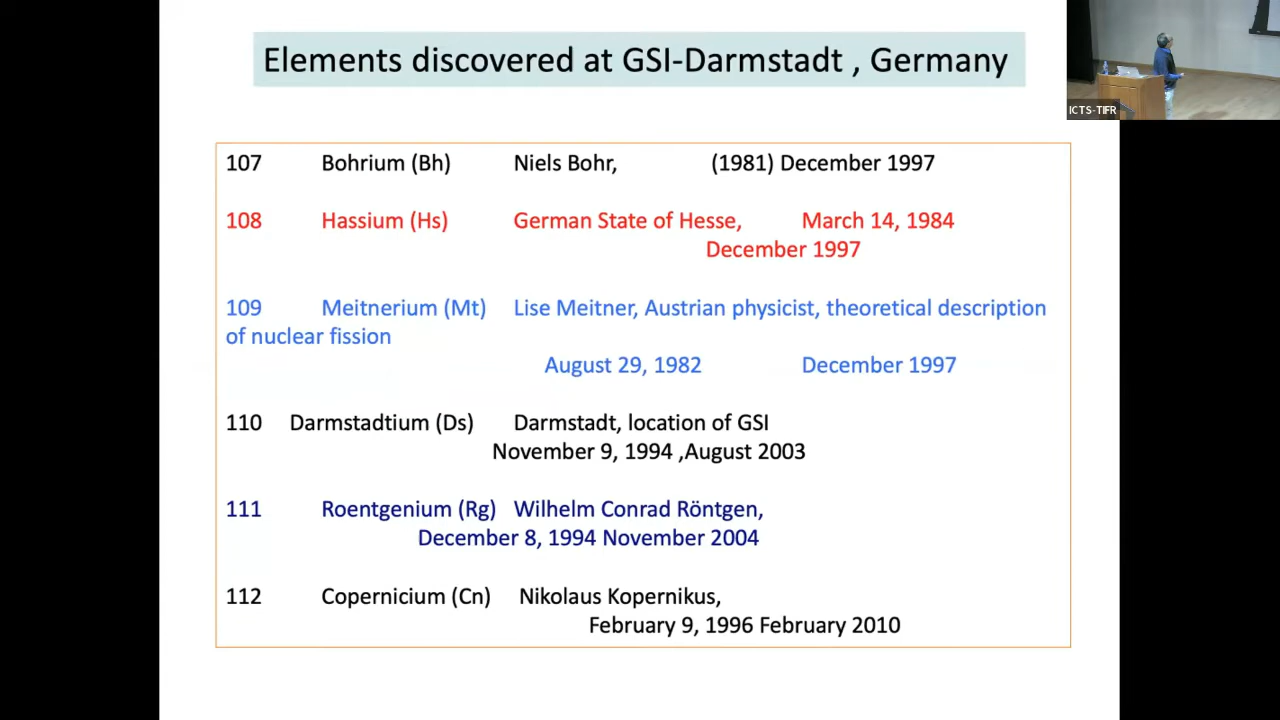 Elements discovered at GSI-Darmstadt , Germany
ICTS-TIFR
107 Bohrium (Bh) Niels Bohr, (1981) December 1997
108 Hassium (Hs) German State of Hesse, March 14, 1984
December 1997
109 Meitnerium (Mt) Lise Meitner, Austrian physicist, theoretical description
of nuclear fission
August 29, 1982 December 1997
110 Darmstadtium (Ds) Darmstadt, location of GSI
November 9, 1994 ,August 2003
111 Roentgenium (Rg) Wilhelm Conrad Röntgen,
December 8, 1994 November 2004
112 Copernicium (Cn) Nikolaus Kopernikus,
February 9, 1996 February 2010